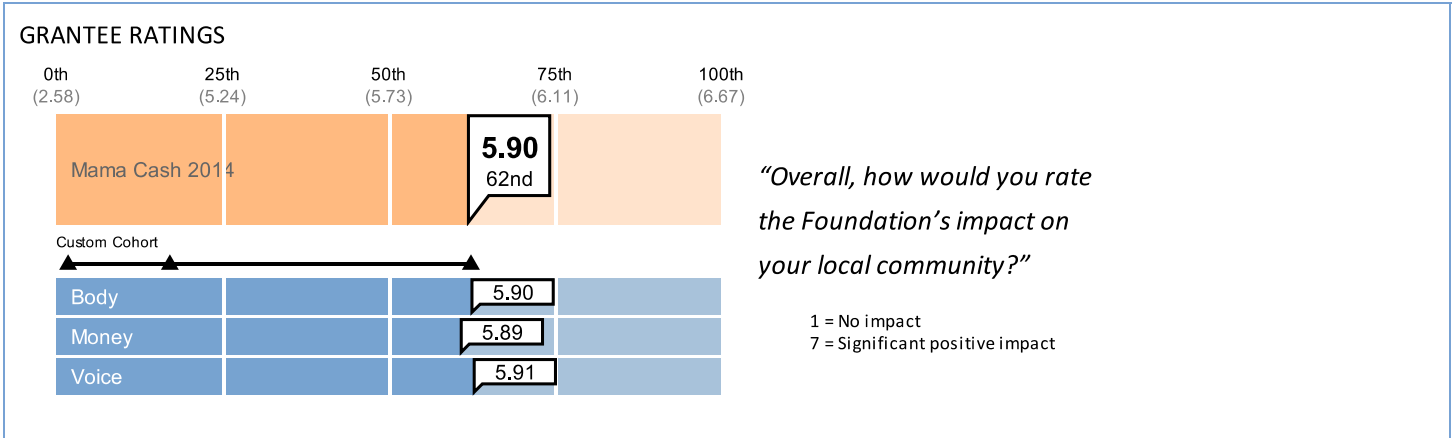 GRANTEE RATINGS
0th 25th 50th 75th 100th
(2.58) (5.24) (5.73) (6.11) (6.67)
Mama Cash 2014
5.90
62nd
Custom Cohort
Body 5.90
Money 5.89
Voice 5.91
“Overall, how would you rate
the Foundation’s impact on
your local community?”
1 = No impact
7 = Significant positive impact